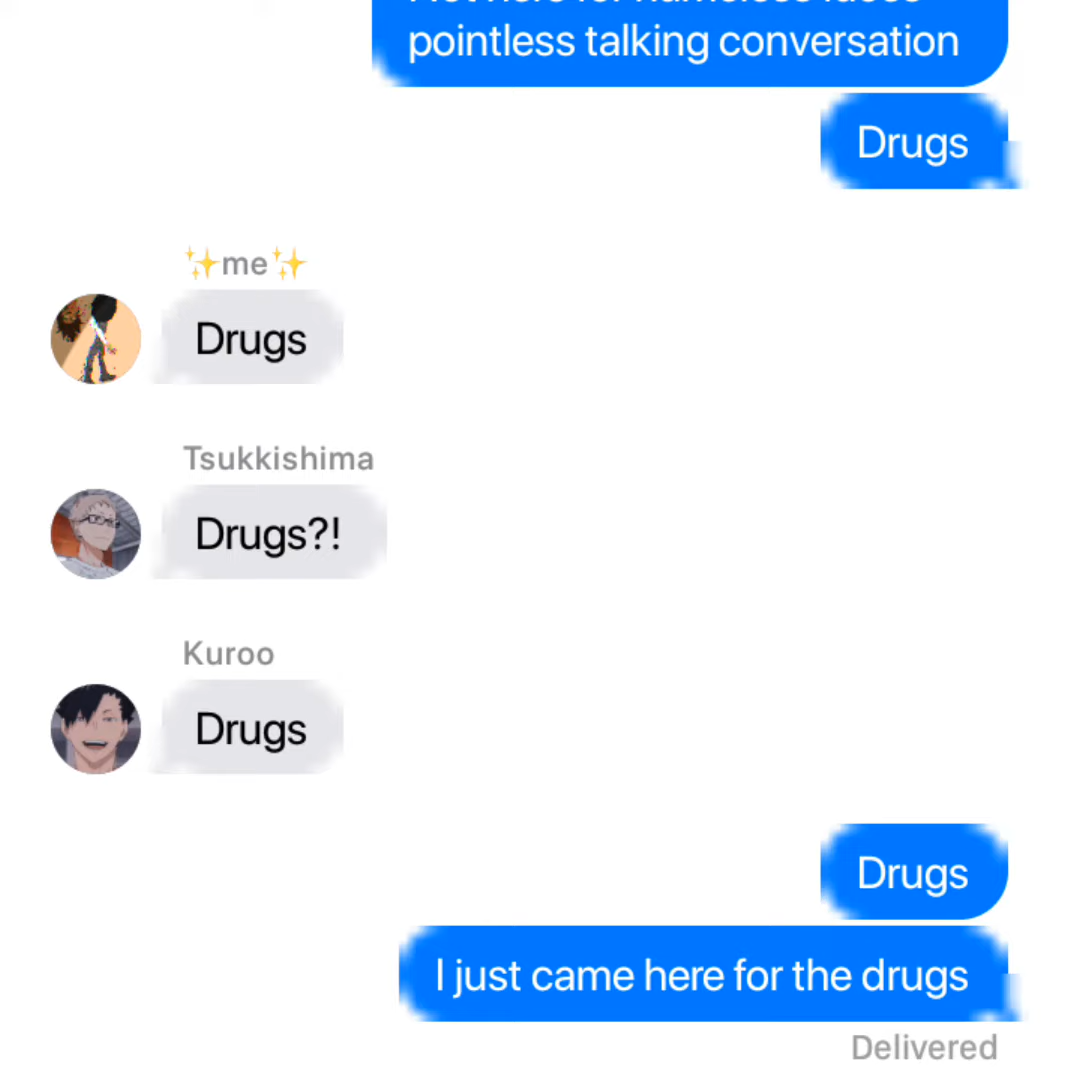 pointless talking conversation
Drugs
✨me✨
Drugs
Tsukkishima
Drugs?!
Kuroo
Drugs
Drugs
I just came here for the drugs
Delivered